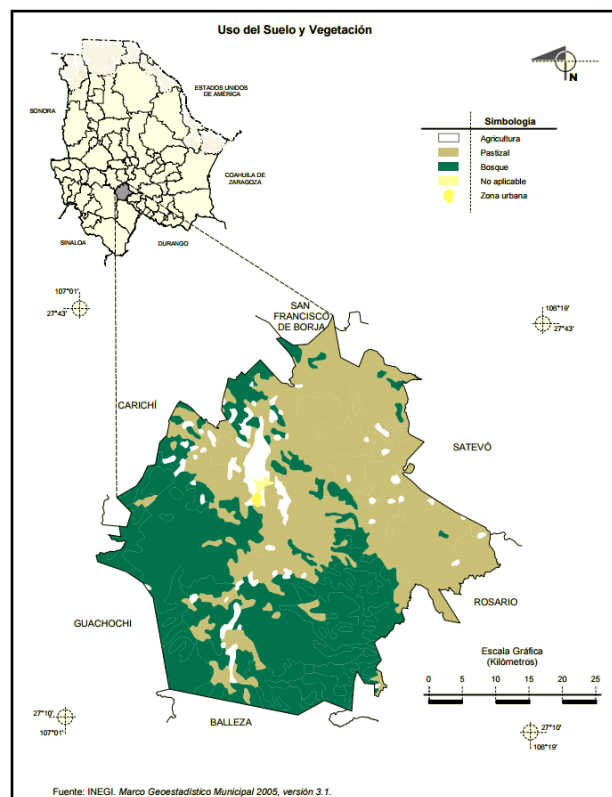 Uso del Suelo y Vegetación
N
ESTADOS UNIDOS
DE AMÉRICA
SONORA
COAHUILA DE
ZARAGOZA
SINALOA
DURANGO
Simbología
Agricultura
Pastizal
Bosque
No aplicable
Zona urbana
107°01'
27°43'
106°19'
27°43'
SAN
FRANCISCO
DE BORJA
CARICHÍ
SATEVÓ
ROSARIO
GUACHOCHI
BALLEZA
Escala Gráfica
(Kilómetros)
0 5 10 15 20 25
27°10'
107°01'
27°10'
106°19'
Fuente: INEGI. Marco Geoestadístico Municipal 2005, versión 3.1.